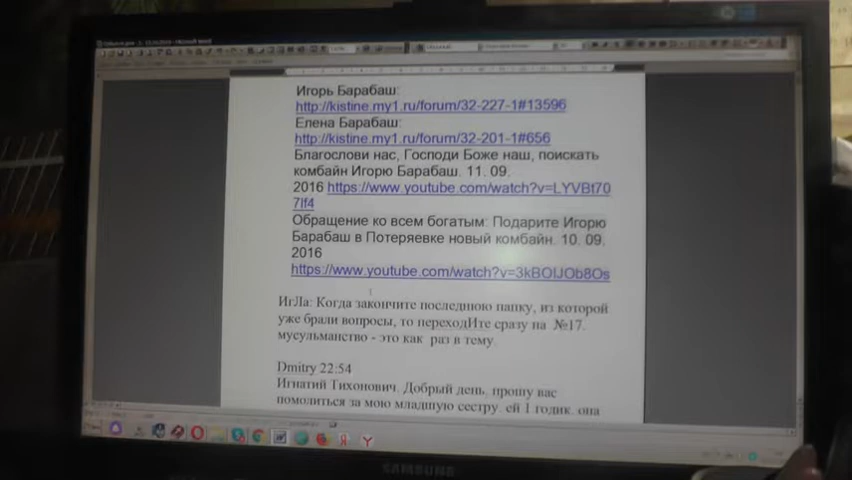 Игорь Барабаш:
http://kistine.my1.ru/forum/32-227-1#13596
Елена Барабаш:
http://kistine.my1.ru/forum/32-201-1#656
Благослови нас, Господи Боже наш, поискать
комбайн Игорю Барабаш. 11. 09.
2016 https://www.youtube.com/watch?v=LYVBf70
7lf4
Обращение ко всем богатым: Подарите Игорю
Барабаш в Потеряевке новый комбайн. 10. 09.
2016
https://www.youtube.com/watch?v=3kBOIJOb8Os
ИгЛа: Когда закончите последнюю папку, из которой
уже брали вопросы, то переходИте сразу на №17.
мусульманство - это как раз в тему.
Dmitry 22:54
Игнатий Тихонович. Добрый день, прошу вас
помолиться за мою младшую сестру. ей 1 годик. она
SAMSUNG